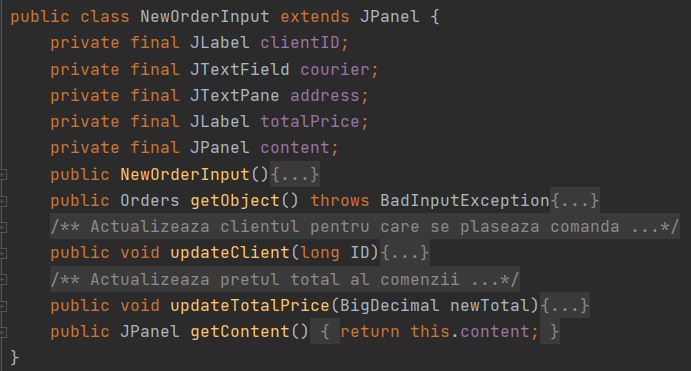 public class NewOrderInput extends JPanel {
private final JLabel clientID;
private final JTextField courier;
private final JTextPane address;
private final JLabel totalPrice;
private final JPanel content;
public NewOrderInput(){...}
public Orders getObject() throws BadInputException{...}
/** Actualizeaza clientul pentru care se plaseaza comanda ...*/
public void updateClient(long ID){...}
/** Actualizeaza pretul total al comenzii ...*/
public void updateTotalPrice(BigDecimal newTotal){...}
public JPanel getContent() { return this.content; }
}